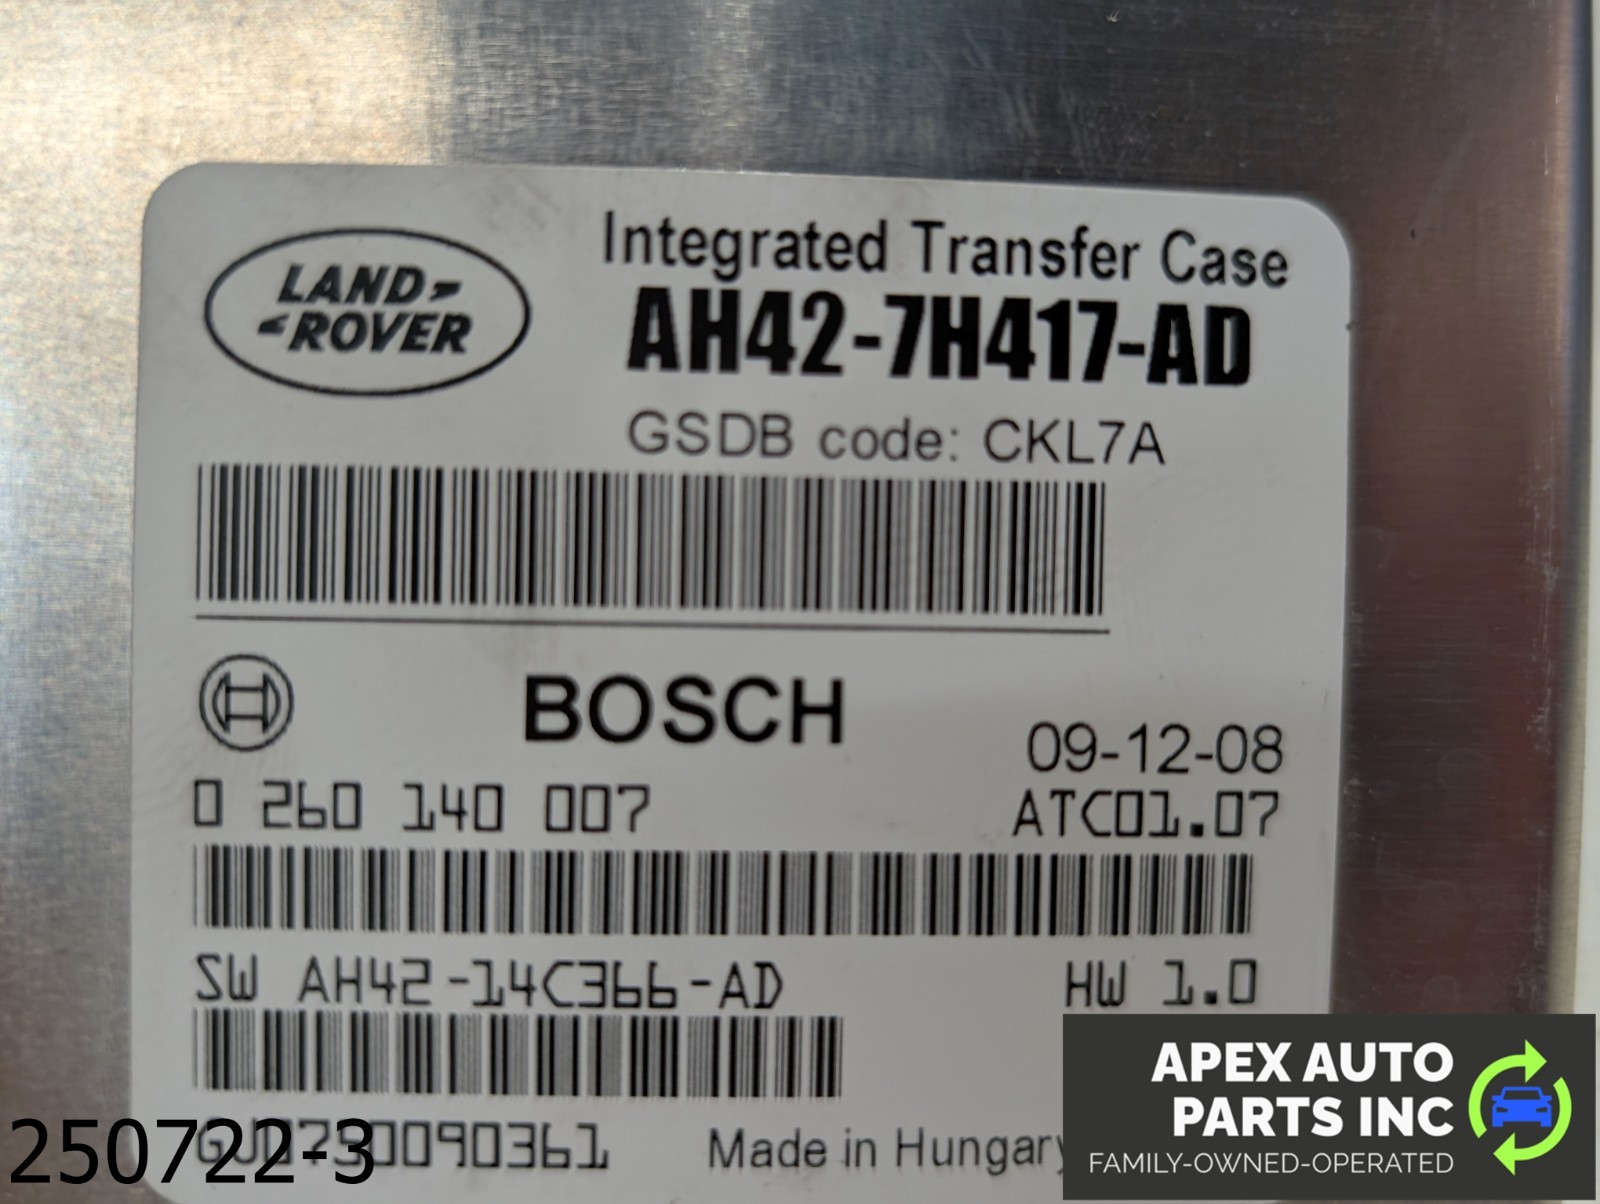 LAND
ROVER
Integrated Transfer Case
AH42-7H417-AD
GSDB code: CKL7A
BOSCH
09-12-08
0 260 140 007
ATC01.07
SW AH42-14C366-AD
HW 1.0
Made in Hungary
250722-3
APEX AUTO
PARTS INC
FAMILY-OWNED-OPERATED